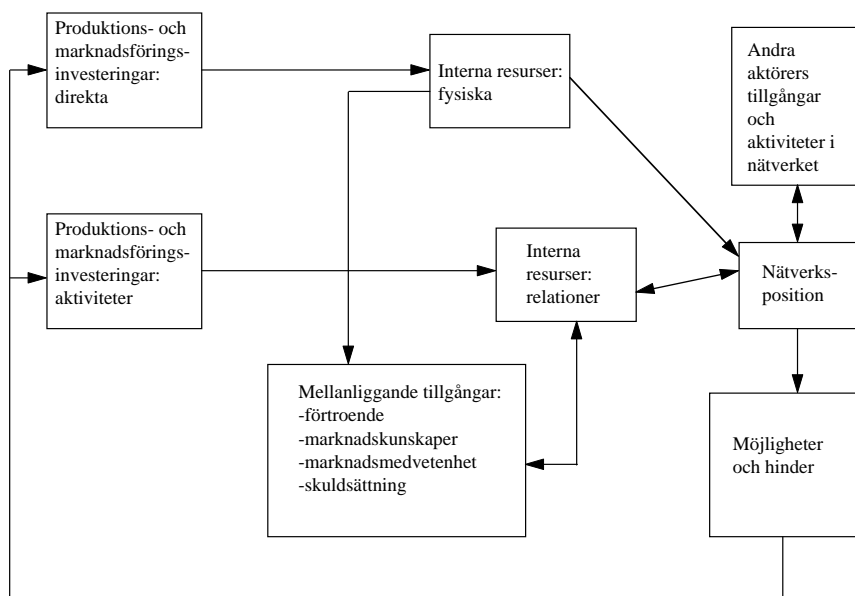 Produktions- och
marknadsförings-
investeringar:
direkta
Interna resurser:
fysiska
Andra
aktörers
tillgångar
och
aktiviteter i
nätverket
Produktions- och
marknadsförings-
investeringar:
aktiviteter
Interna
resurser:
relationer
Nätverks-
position
Mellanliggande tillgångar:
-förtroende
-marknadskunskaper
-marknadsmedvetenhet
-skuldsättning
Möjligheter
och hinder